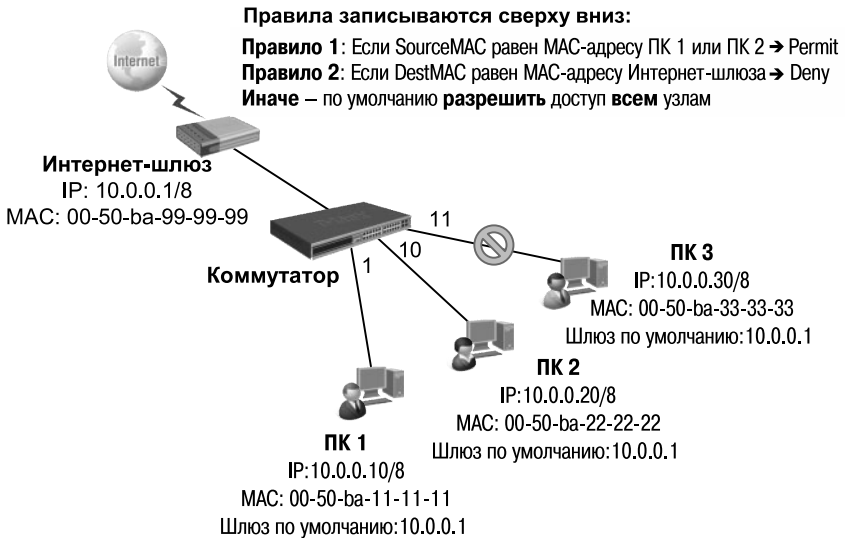 Правила записываются сверху вниз:
Правило 1: Если SourceMAC равен MAC-адресу ПК 1 или ПК 2 → Permit
Правило 2: Если DestMAC равен MAC-адресу Интернет-шлюза → Deny
Иначе – по умолчанию разрешить доступ всем узлам
Internet
Интернет-шлюз
IP: 10.0.0.1/8
MAC: 00-50-ba-99-99-99
Коммутатор
1
10
11
ПК 3
IP:10.0.0.30/8
MAC: 00-50-ba-33-33-33
Шлюз по умолчанию:10.0.0.1
ПК 2
IP:10.0.0.20/8
MAC: 00-50-ba-22-22-22
Шлюз по умолчанию:10.0.0.1
ПК 1
IP:10.0.0.10/8
MAC: 00-50-ba-11-11-11
Шлюз по умолчанию:10.0.0.1